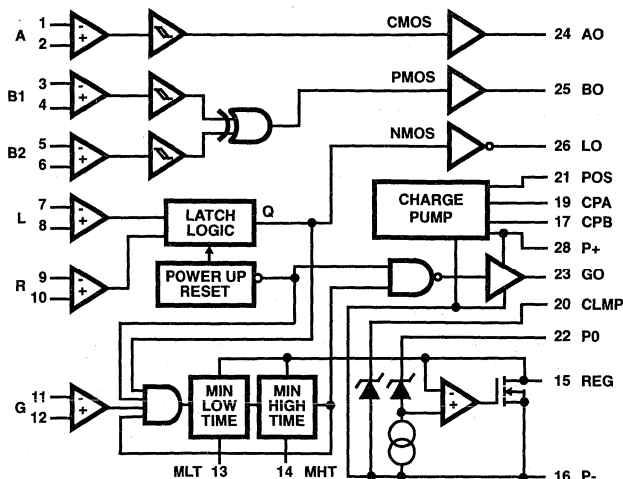 CMOS
A 1 2 - + 24 AO
PMOS
B1 3 4 - + 25 BO
NMOS
B2 5 6 - + 26 LO
21 POS
CHARGE PUMP
19 CPA
17 CPB
L 7 8 - +
LATCH LOGIC
Q
28 P+
POWER UP RESET
R 9 10 - +
23 GO
20 CLMP
22 P0
G 11 12 - +
MIN LOW TIME
MIN HIGH TIME
- +
15 REG
MLT 13
14 MHT
16 P-